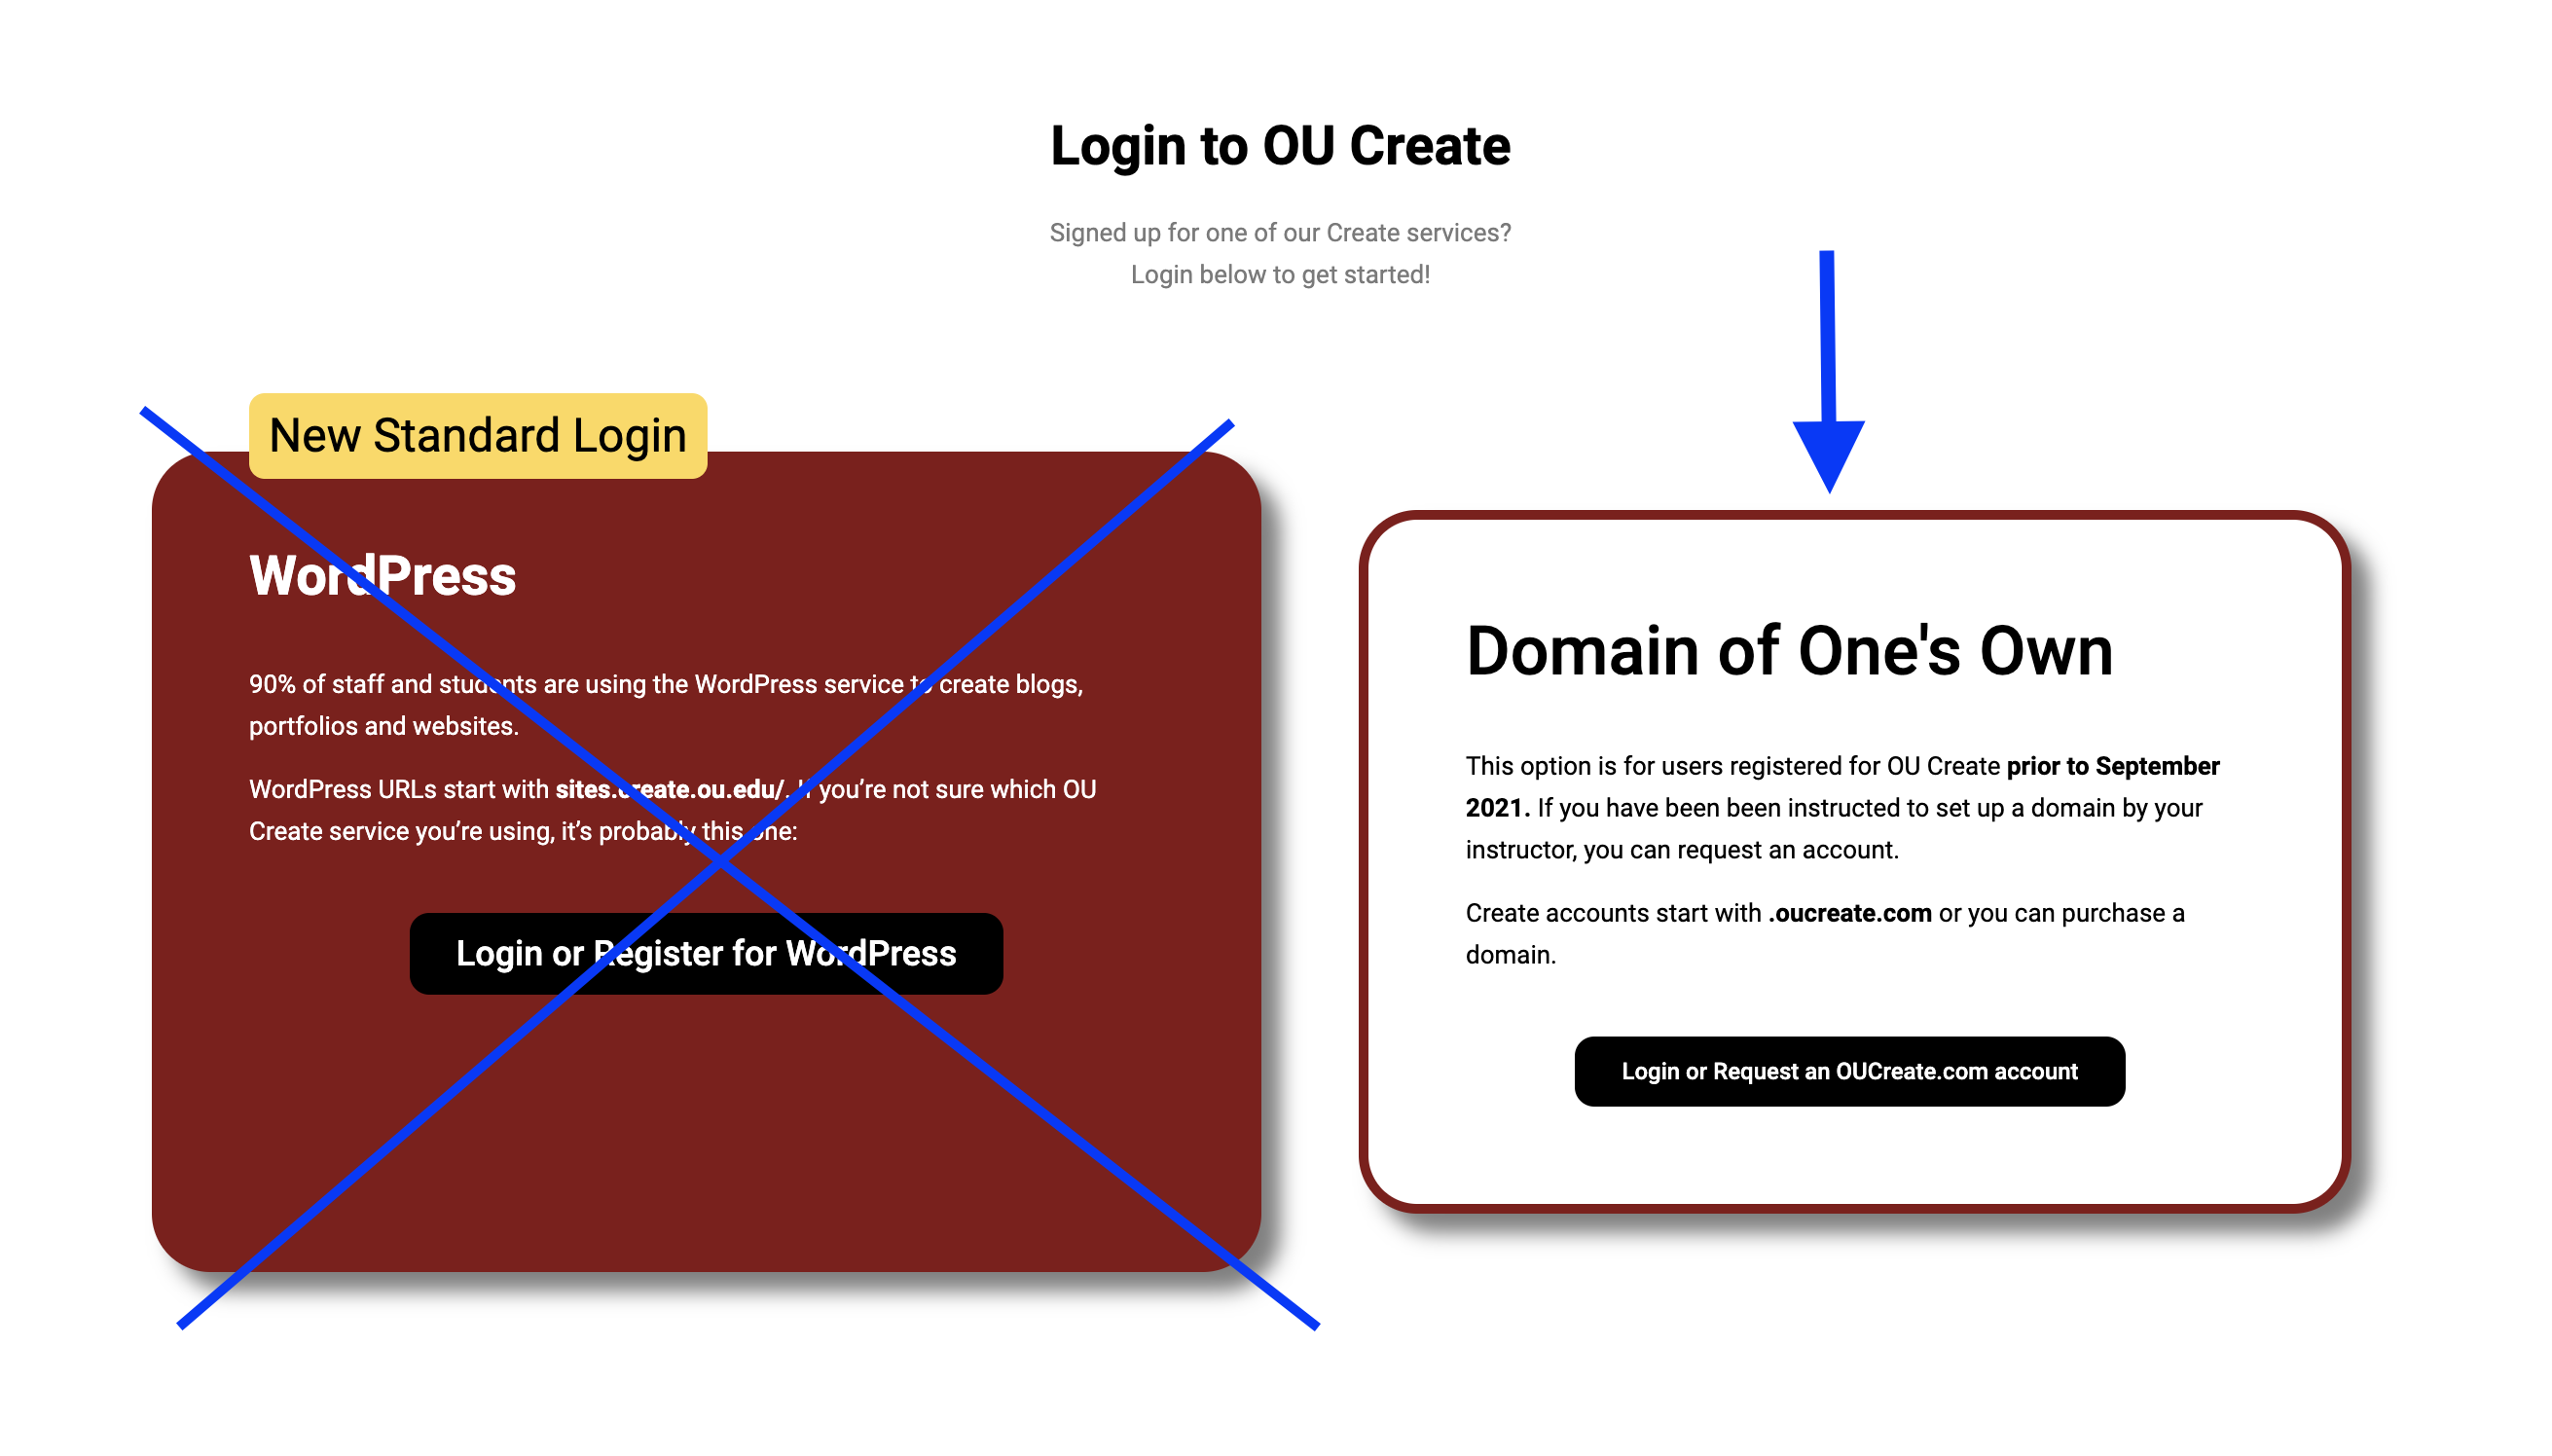 Login to OU Create
Signed up for one of our Create services?
Login below to get started!
New Standard Login
WordPress
90% of staff and students are using the WordPress service to create blogs,
portfolios and websites.
WordPress URLs start with sites.create.ou.edu/. If you’re not sure which OU
Create service you’re using, it’s probably this one:
Login or Register for WordPress
Domain of One's Own
This option is for users registered for OU Create prior to September
2021. If you have been been instructed to set up a domain by your
instructor, you can request an account.
Create accounts start with .oucreate.com or you can purchase a
domain.
Login or Request an OUCreate.com account